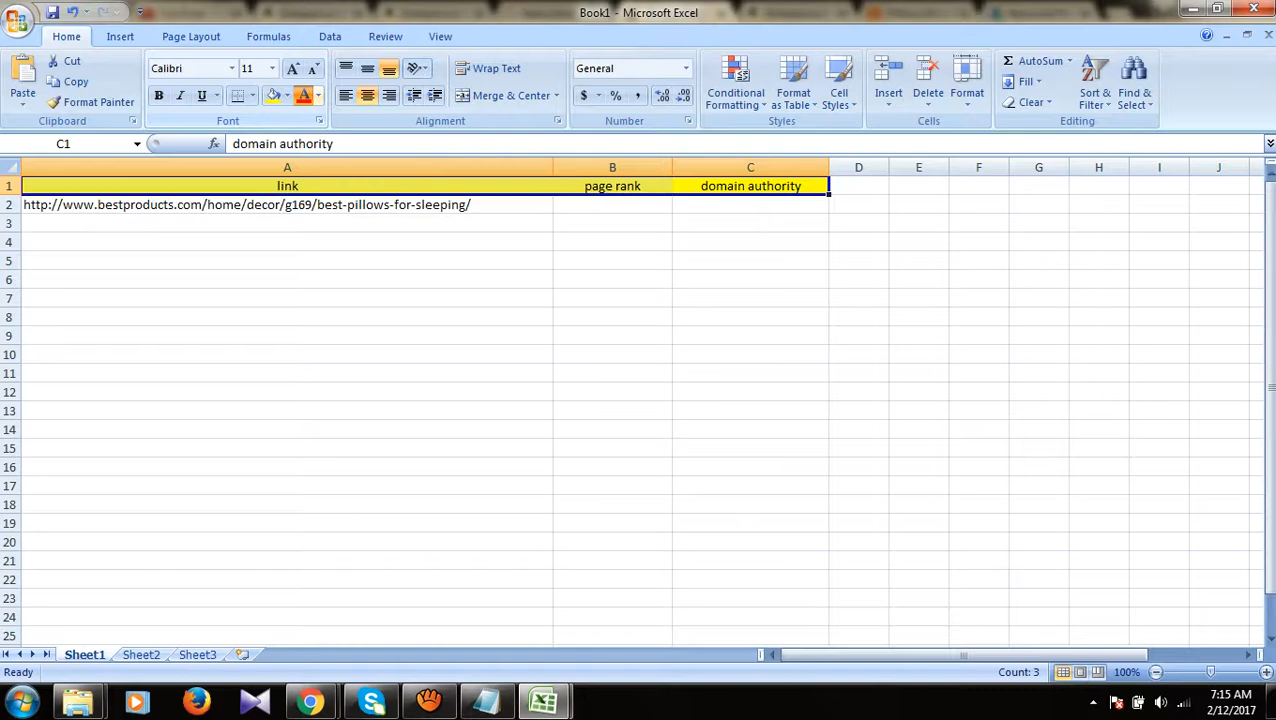 Book1 - Microsoft Excel
Home Insert Page Layout Formulas Data Review View
Cut
Copy
Format Painter
Paste
Clipboard
Calibri 11
B I U
A A A
Font
Wrap Text
Merge & Center
Alignment
General
$ % ,
.0 .00 .00 .0
Number
Conditional Formatting
Format as Table
Cell Styles
Styles
Insert Delete Format
Cells
Σ AutoSum
Fill
Clear
Sort & Filter
Find & Select
Editing
C1 fx domain authority
A B C D E F G H I J
1 link page rank domain authority
2 http://www.bestproducts.com/home/decor/g169/best-pillows-for-sleeping/
3
4
5
6
7
8
9
10
11
12
13
14
15
16
17
18
19
20
21
22
23
24
25
Sheet1 Sheet2 Sheet3
Ready Count: 3 100%
7:15 AM
2/12/2017